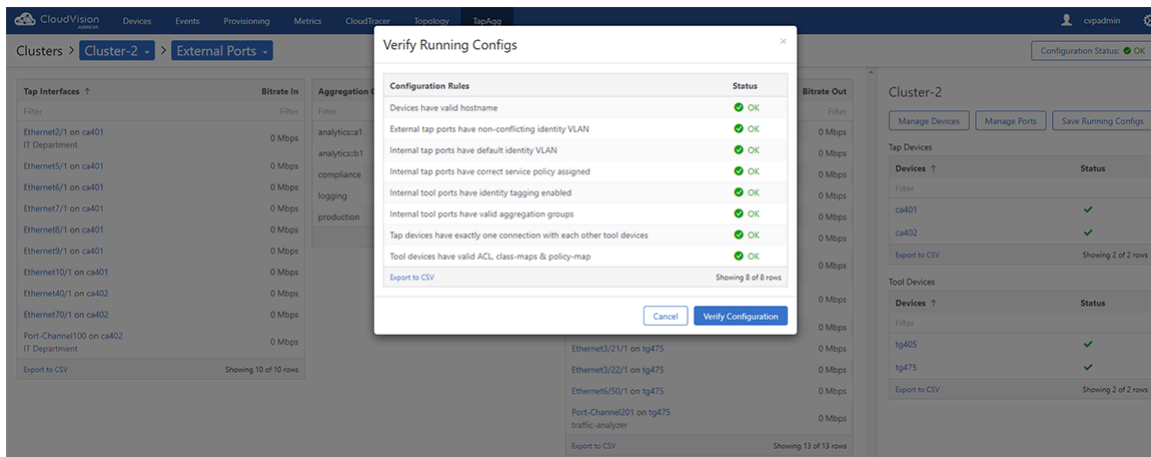 CloudVision
ARISTA
Devices Events Provisioning Metrics CloudTracer Topology TapAgg
cvpadmin
Clusters > Cluster-2 > External Ports
Configuration Status: OK
Tap Interfaces ↑ Bitrate In
Filter Filter
Ethernet2/1 on ca401 0 Mbps
IT Department
Ethernet5/1 on ca401 0 Mbps
Ethernet6/1 on ca401 0 Mbps
Ethernet7/1 on ca401 0 Mbps
Ethernet8/1 on ca401 0 Mbps
Ethernet9/1 on ca401 0 Mbps
Ethernet10/1 on ca401 0 Mbps
Ethernet40/1 on ca402 0 Mbps
Ethernet70/1 on ca402 0 Mbps
Port-Channel100 on ca402 0 Mbps
IT Department
Export to CSV Showing 10 of 10 rows
Aggregation
Filter
analytics::a1
analytics::b1
compliance
logging
production
Verify Running Configs
×
Configuration Rules Status
Devices have valid hostname OK
External tap ports have non-conflicting identity VLAN OK
Internal tap ports have default identity VLAN OK
Internal tap ports have correct service policy assigned OK
Internal tool ports have identity tagging enabled OK
Internal tool ports have valid aggregation groups OK
Tap devices have exactly one connection with each other tool devices OK
Tool devices have valid ACL, class-maps & policy-map OK
Export to CSV Showing 8 of 8 rows
Cancel Verify Configuration
Bitrate Out
Filter
0 Mbps
0 Mbps
0 Mbps
0 Mbps
0 Mbps
0 Mbps
0 Mbps
0 Mbps
0 Mbps
Ethernet3/21/1 on tg475 0 Mbps
Ethernet3/22/1 on tg475 0 Mbps
Ethernet6/50/1 on tg475 0 Mbps
Port-Channel201 on tg475 0 Mbps
traffic-analyzer
Export to CSV Showing 13 of 13 rows
Cluster-2
Manage Devices Manage Ports Save Running Configs
Tap Devices
Devices ↑ Status
Filter
ca401
ca402
Export to CSV Showing 2 of 2 rows
Tool Devices
Devices ↑ Status
Filter
tg405
tg475
Export to CSV Showing 2 of 2 rows